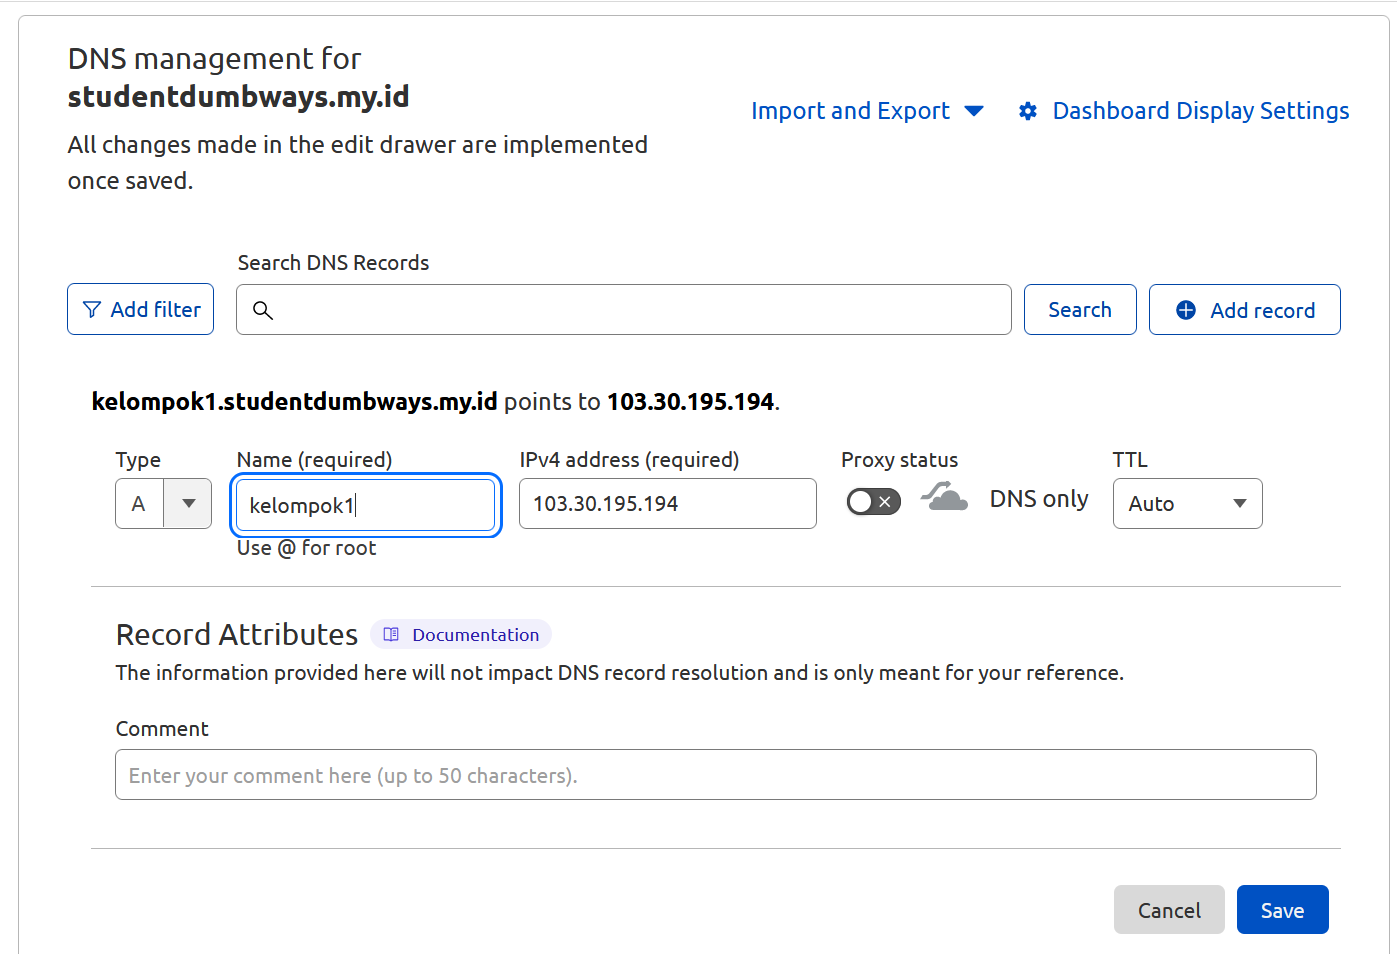 DNS management for
studentdumbways.my.id
All changes made in the edit drawer are implemented
once saved.
Import and Export
Dashboard Display Settings
Search DNS Records
Add filter
Search
Add record
kelompok1.studentdumbways.my.id points to 103.30.195.194.
Type
Name (required)
IPv4 address (required)
Proxy status
TTL
A
kelompok1
103.30.195.194
DNS only
Auto
Use @ for root
Record Attributes
Documentation
The information provided here will not impact DNS record resolution and is only meant for your reference.
Comment
Enter your comment here (up to 50 characters).
Cancel
Save